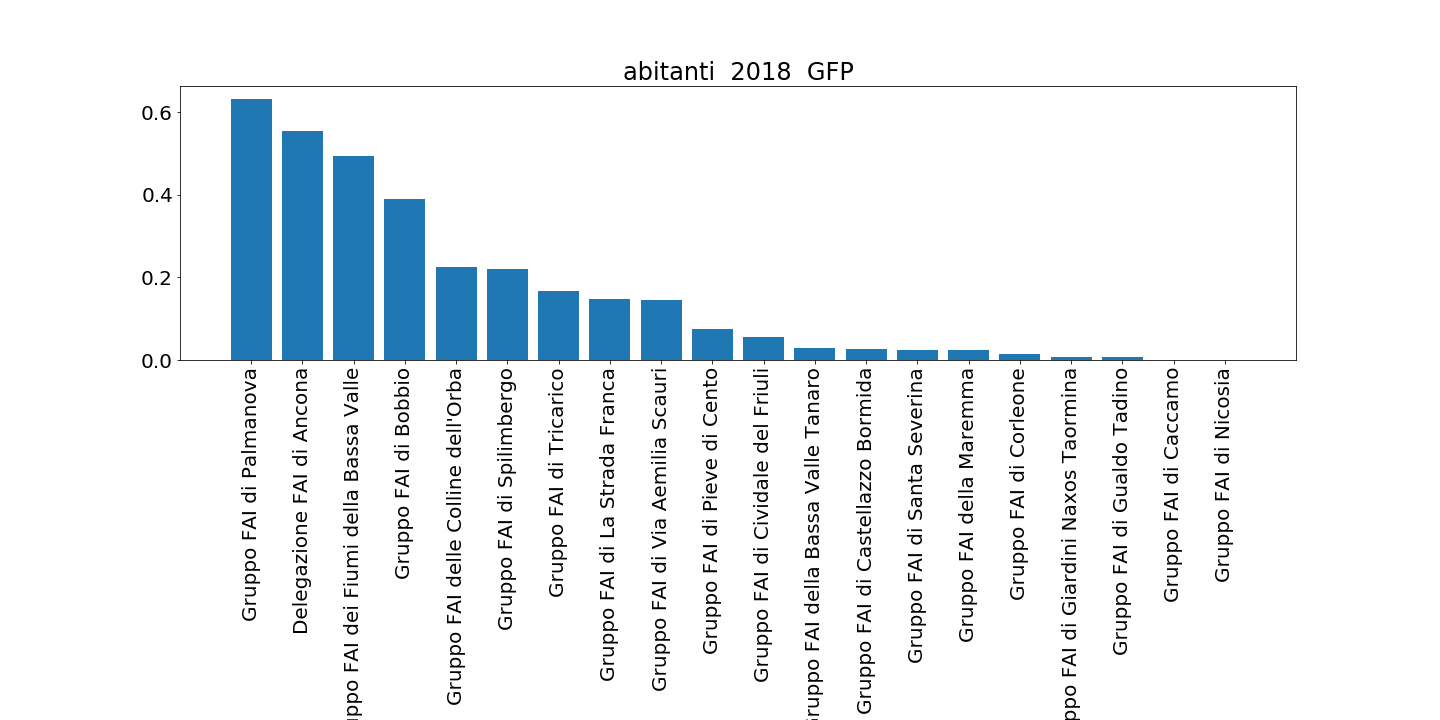 abitanti  2018  GFP
0.6
0.4
0.2
0.0
Gruppo FAI di Palmanova
Delegazione FAI di Ancona
FAI dei Fiumi della Bassa Valle
Gruppo FAI di Bobbio
Gruppo FAI delle Colline dell'Orba
Gruppo FAI di Spilimbergo
Gruppo FAI di Tricarico
Gruppo FAI di La Strada Franca
Gruppo FAI di Via Aemilia Scauri
Gruppo FAI di Pieve di Cento
Gruppo FAI di Cividale del Friuli
FAI della Bassa Valle Tanaro
Gruppo FAI di Castellazzo Bormida
Gruppo FAI di Santa Severina
Gruppo FAI della Maremma
Gruppo FAI di Corleone
FAI di Giardini Naxos Taormina
Gruppo FAI di Gualdo Tadino
Gruppo FAI di Caccamo
Gruppo FAI di Nicosia